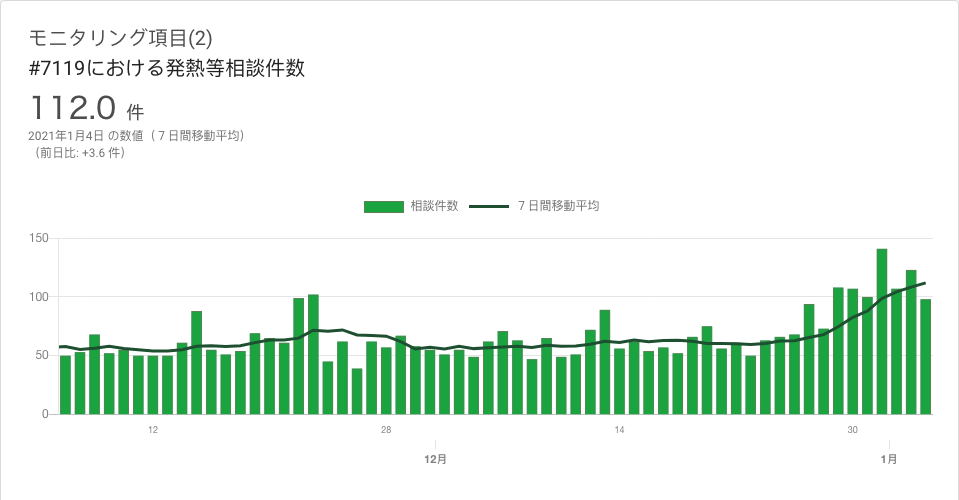 モニタリング項目(2)
#7119における発熱等相談件数
112.0 件
2021年1月4日 の数値（７日間移動平均）
（前日比: +3.6 件）
相談件数 ７日間移動平均
150
100
50
0
12 28 14 30
12月 1月